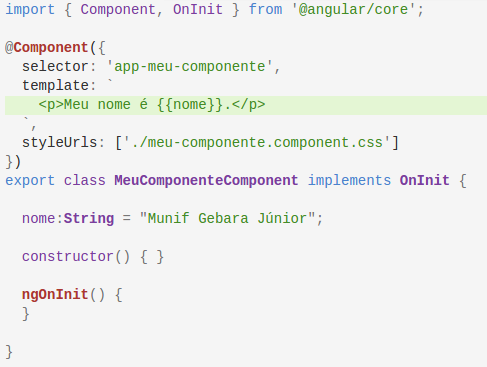 import { Component, OnInit } from '@angular/core';
@Component({
selector: 'app-meu-componente',
template: `
<p>Meu nome é {{nome}}.</p>
`,
styleUrls: ['./meu-componente.component.css']
})
export class MeuComponenteComponent implements OnInit {
nome:String = "Munif Gebara Júnior";
constructor() { }
ngOnInit() {
}
}